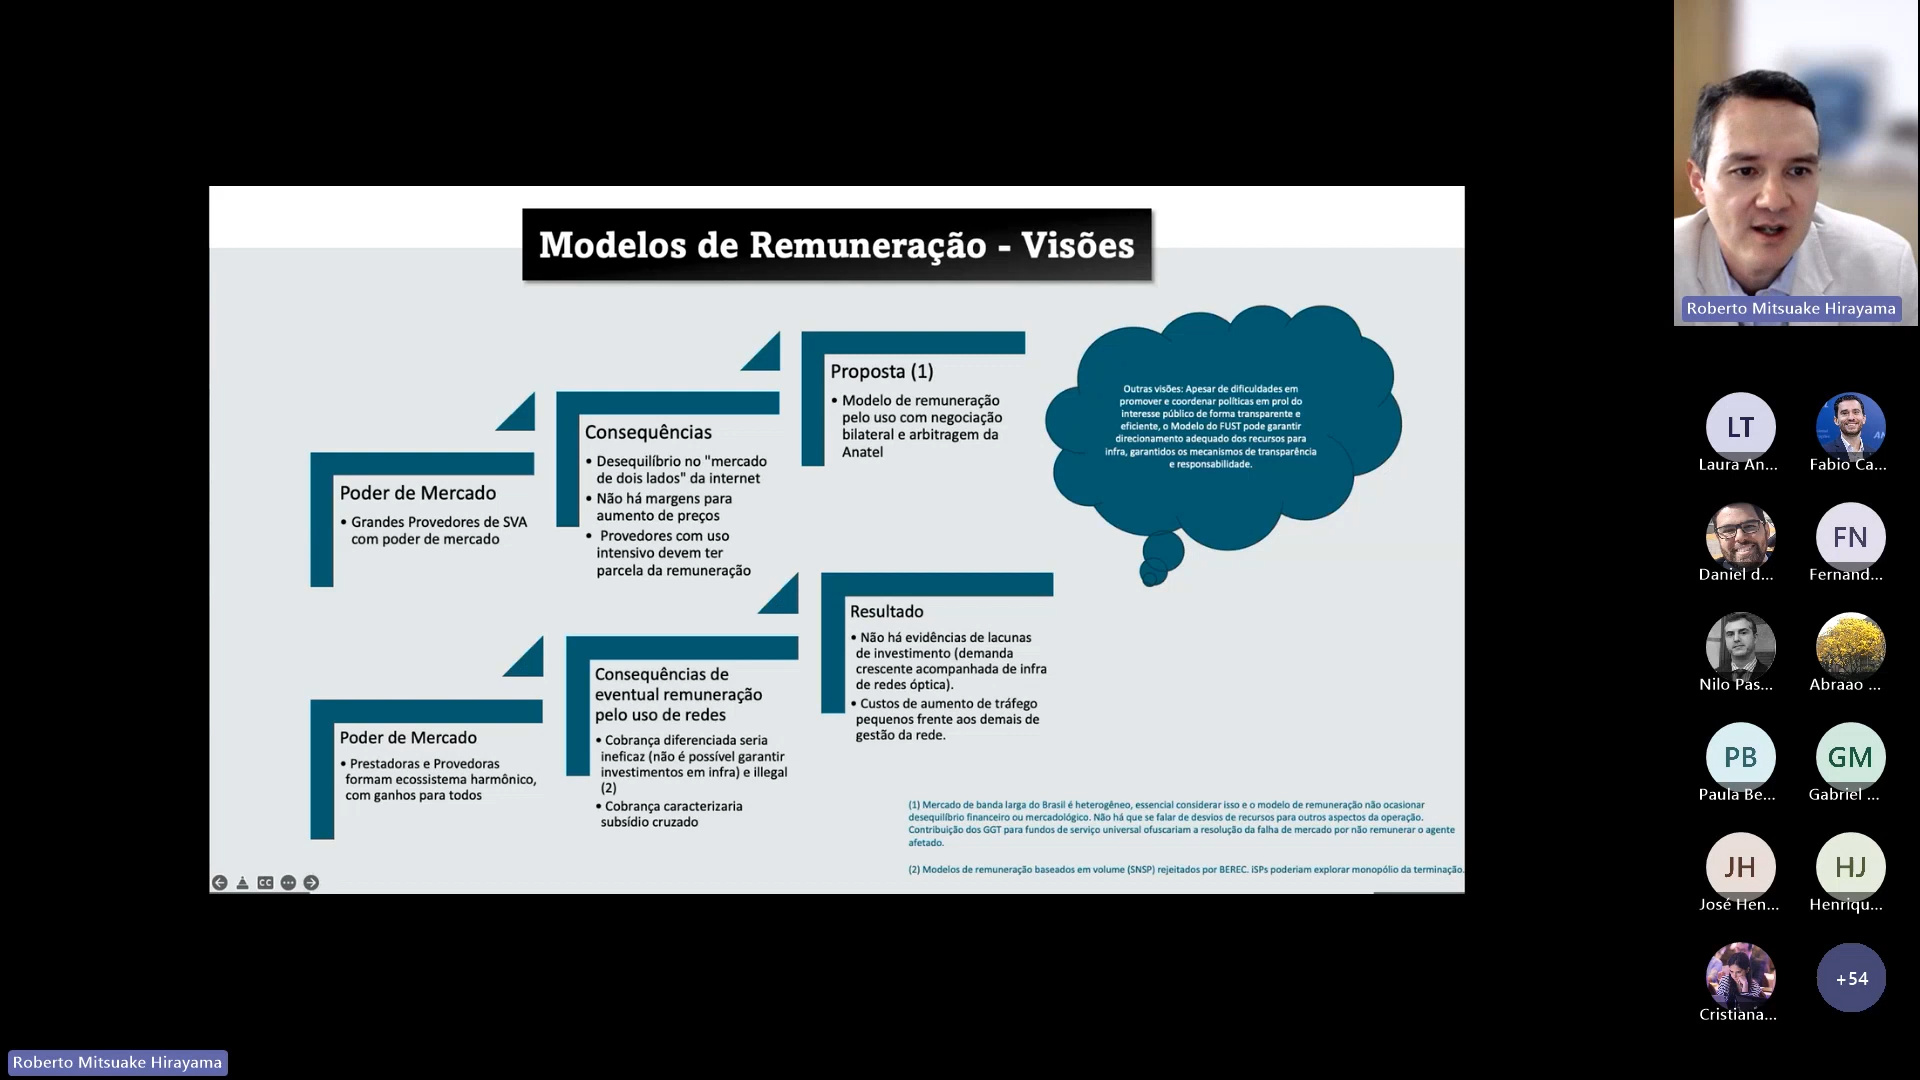 Modelos de Remuneração - Visões
Poder de Mercado
• Grandes Provedores de SVA
com poder de mercado
Consequências
• Desequilíbrio no "mercado
de dois lados" da internet
• Não há margens para
aumento de preços
• Provedores com uso
intensivo devem ter
parcela da remuneração
Proposta (1)
• Modelo de remuneração
pelo uso com negociação
bilateral e arbitragem da
Anatel
Outras visões: Apesar de dificuldades em
promover e coordenar políticas em prol do
interesse público de forma transparente e
eficiente, o Modelo do FUST pode garantir
direcionamento adequado dos recursos para
infra, garantidos os mecanismos de transparência
e responsabilidade.
Poder de Mercado
• Prestadoras e Provedoras
formam ecossistema harmônico,
com ganhos para todos
Consequências de
eventual remuneração
pelo uso de redes
• Cobrança diferenciada seria
ineficaz (não é possível garantir
investimentos em infra) e illegal
(2)
• Cobrança caracterizaria
subsídio cruzado
Resultado
• Não há evidências de lacunas
de investimento (demanda
crescente acompanhada de infra
de redes óptica).
• Custos de aumento de tráfego
pequenos frente aos demais de
gestão da rede.
(1) Mercado de banda larga do Brasil é heterogêneo, essencial considerar isso e o modelo de remuneração não ocasionar
desequilíbrio financeiro ou mercadológico. Não há que se falar de desvios de recursos para outros aspectos da operação.
Contribuição dos GGT para fundos de serviço universal ofuscariam a resolução da falha de mercado por não remunerar o agente
afetado.
(2) Modelos de remuneração baseados em volume (SNSP) rejeitados por BEREC. ISPs poderiam explorar monopólio da terminação.
CC
Roberto Mitsuake Hirayama
LT
Laura An...
Fabio Ca...
Daniel d...
FN
Fernand...
Nilo Pas...
Abraao ...
PB
Paula Be...
GM
Gabriel ...
JH
José Hen...
HJ
Henriqu...
Cristiana...
+54
Roberto Mitsuake Hirayama